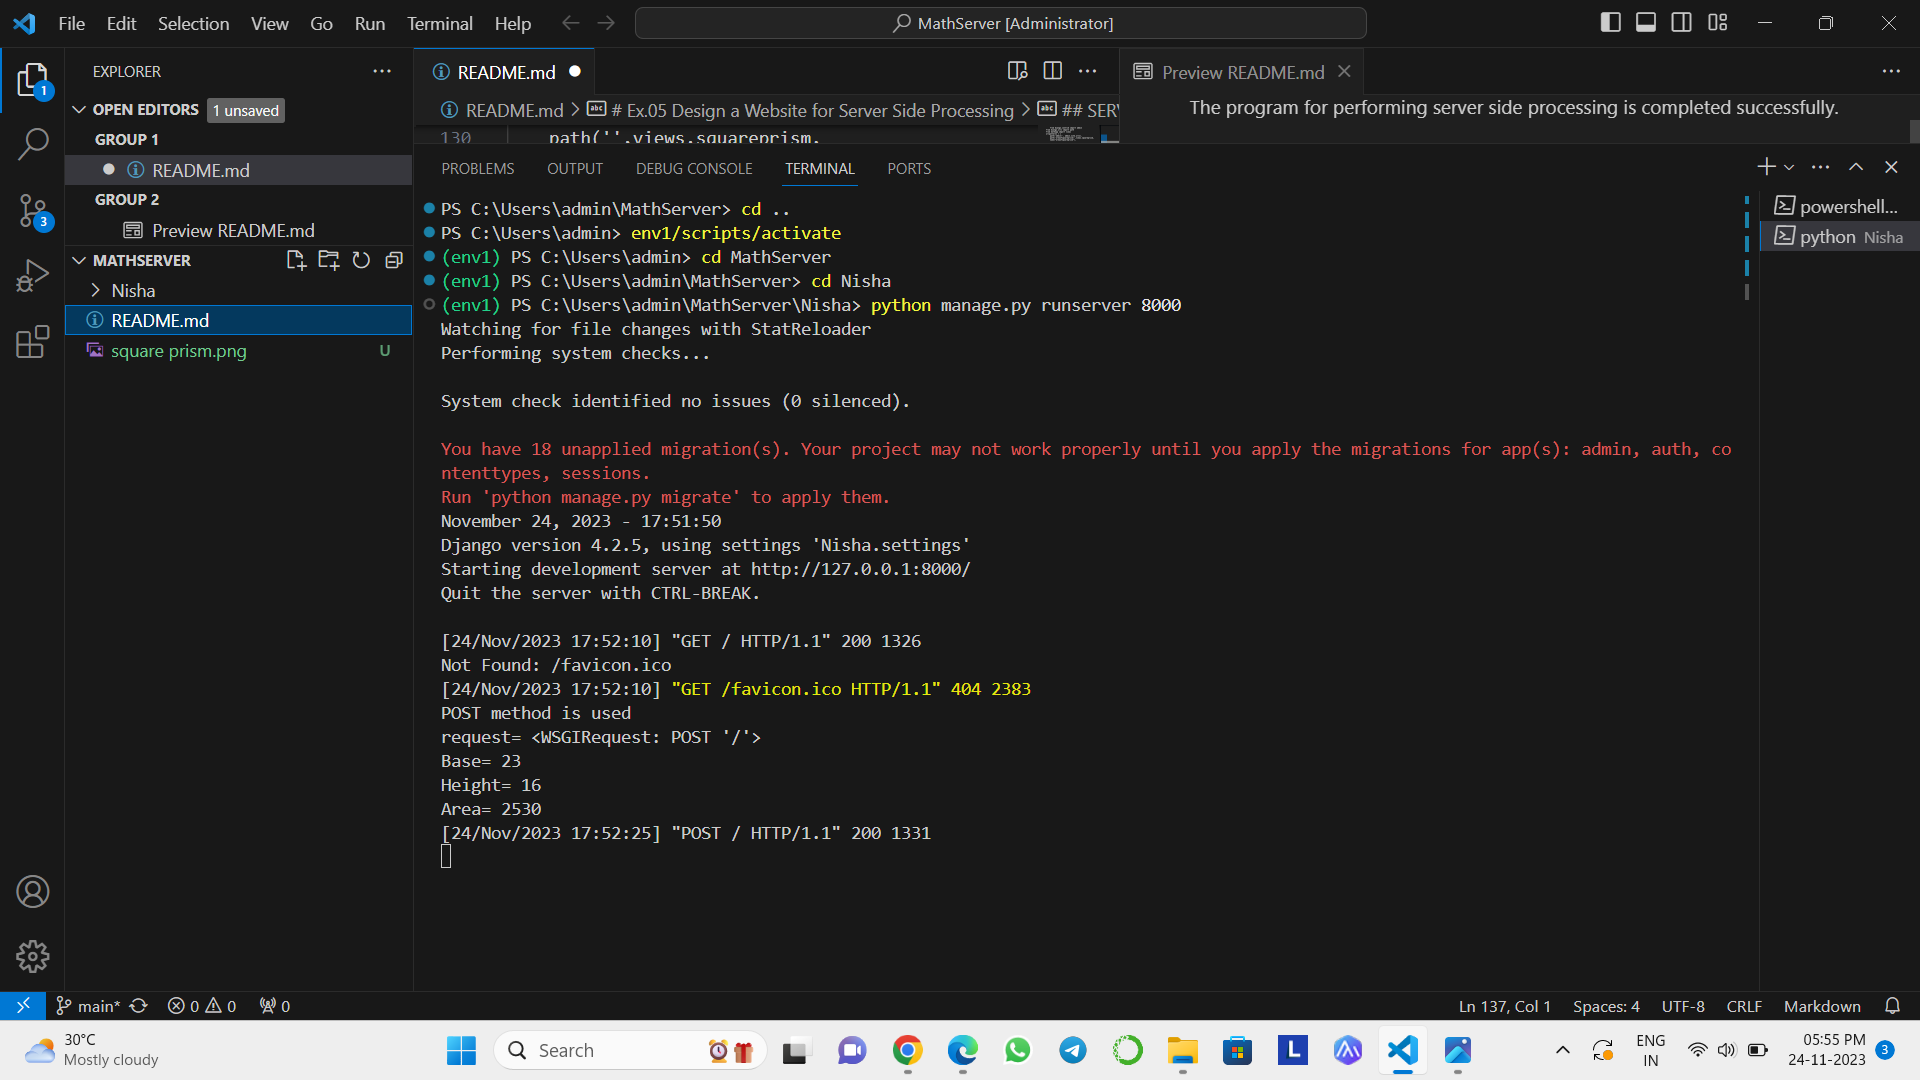 File Edit Selection View Go Run Terminal Help
MathServer [Administrator]
EXPLORER
OPEN EDITORS 1 unsaved
GROUP 1
README.md
GROUP 2
Preview README.md
MATHSERVER
Nisha
README.md
square prism.png U
1
3
README.md
Preview README.md
README.md > # Ex.05 Design a Website for Server Side Processing > ## SERV
130 path('',views.squareprism,
The program for performing server side processing is completed successfully.
PROBLEMS OUTPUT DEBUG CONSOLE TERMINAL PORTS
powershell...
python Nisha
PS C:\Users\admin\MathServer> cd ..
PS C:\Users\admin> env1/scripts/activate
(env1) PS C:\Users\admin> cd MathServer
(env1) PS C:\Users\admin\MathServer> cd Nisha
(env1) PS C:\Users\admin\MathServer\Nisha> python manage.py runserver 8000
Watching for file changes with StatReloader
Performing system checks...
System check identified no issues (0 silenced).
You have 18 unapplied migration(s). Your project may not work properly until you apply the migrations for app(s): admin, auth, co
ntenttypes, sessions.
Run 'python manage.py migrate' to apply them.
November 24, 2023 - 17:51:50
Django version 4.2.5, using settings 'Nisha.settings'
Starting development server at http://127.0.0.1:8000/
Quit the server with CTRL-BREAK.
[24/Nov/2023 17:52:10] "GET / HTTP/1.1" 200 1326
Not Found: /favicon.ico
[24/Nov/2023 17:52:10] "GET /favicon.ico HTTP/1.1" 404 2383
POST method is used
request= <WSGIRequest: POST '/'>
Base= 23
Height= 16
Area= 2530
[24/Nov/2023 17:52:25] "POST / HTTP/1.1" 200 1331
main* 0 0 0
Ln 137, Col 1 Spaces: 4 UTF-8 CRLF Markdown
30°C
Mostly cloudy
Search
L
ENG
IN
05:55 PM
24-11-2023
3